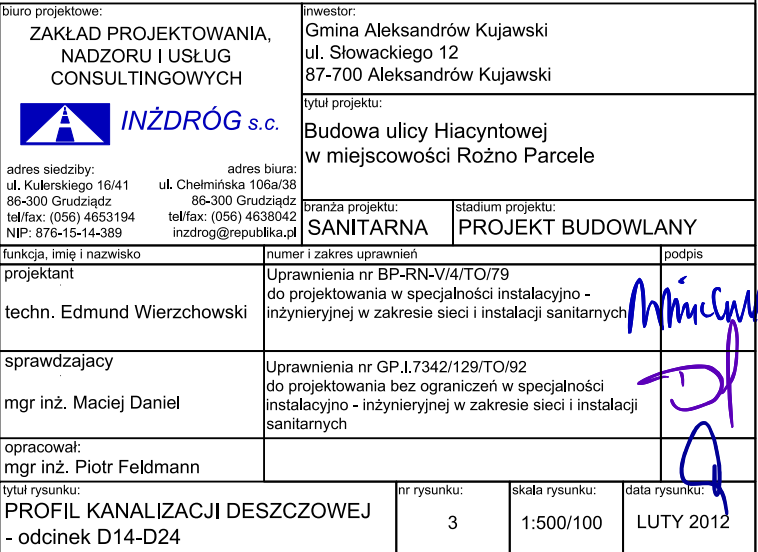 biuro projektowe:
ZAKŁAD PROJEKTOWANIA,
NADZORU I USŁUG
CONSULTINGOWYCH
INŻDRÓG s.c.
adres siedziby:
ul. Kulerskiego 16/41
86-300 Grudziądz
tel/fax: (056) 4653194
NIP: 876-15-14-389
adres biura:
ul. Chełmińska 106a/38
86-300 Grudziądz
tel/fax: (056) 4638042
inzdrog@republika.pl
inwestor:
Gmina Aleksandrów Kujawski
ul. Słowackiego 12
87-700 Aleksandrów Kujawski
tytuł projektu:
Budowa ulicy Hiacyntowej
w miejscowości Rożno Parcele
branża projektu:
SANITARNA
stadium projektu:
PROJEKT BUDOWLANY
funkcja, imię i nazwisko
numer i zakres uprawnień
podpis
projektant
techn. Edmund Wierzchowski
Uprawnienia nr BP-RN-V/4/TO/79
do projektowania w specjalności instalacyjno -
inżynieryjnej w zakresie sieci i instalacji sanitarnych
sprawdzajacy
mgr inż. Maciej Daniel
Uprawnienia nr GP.I.7342/129/TO/92
do projektowania bez ograniczeń w specjalności
instalacyjno - inżynieryjnej w zakresie sieci i instalacji
sanitarnych
opracował:
mgr inż. Piotr Feldmann
tytuł rysunku:
PROFIL KANALIZACJI DESZCZOWEJ
- odcinek D14-D24
nr rysunku:
3
skala rysunku:
1:500/100
data rysunku:
LUTY 2012